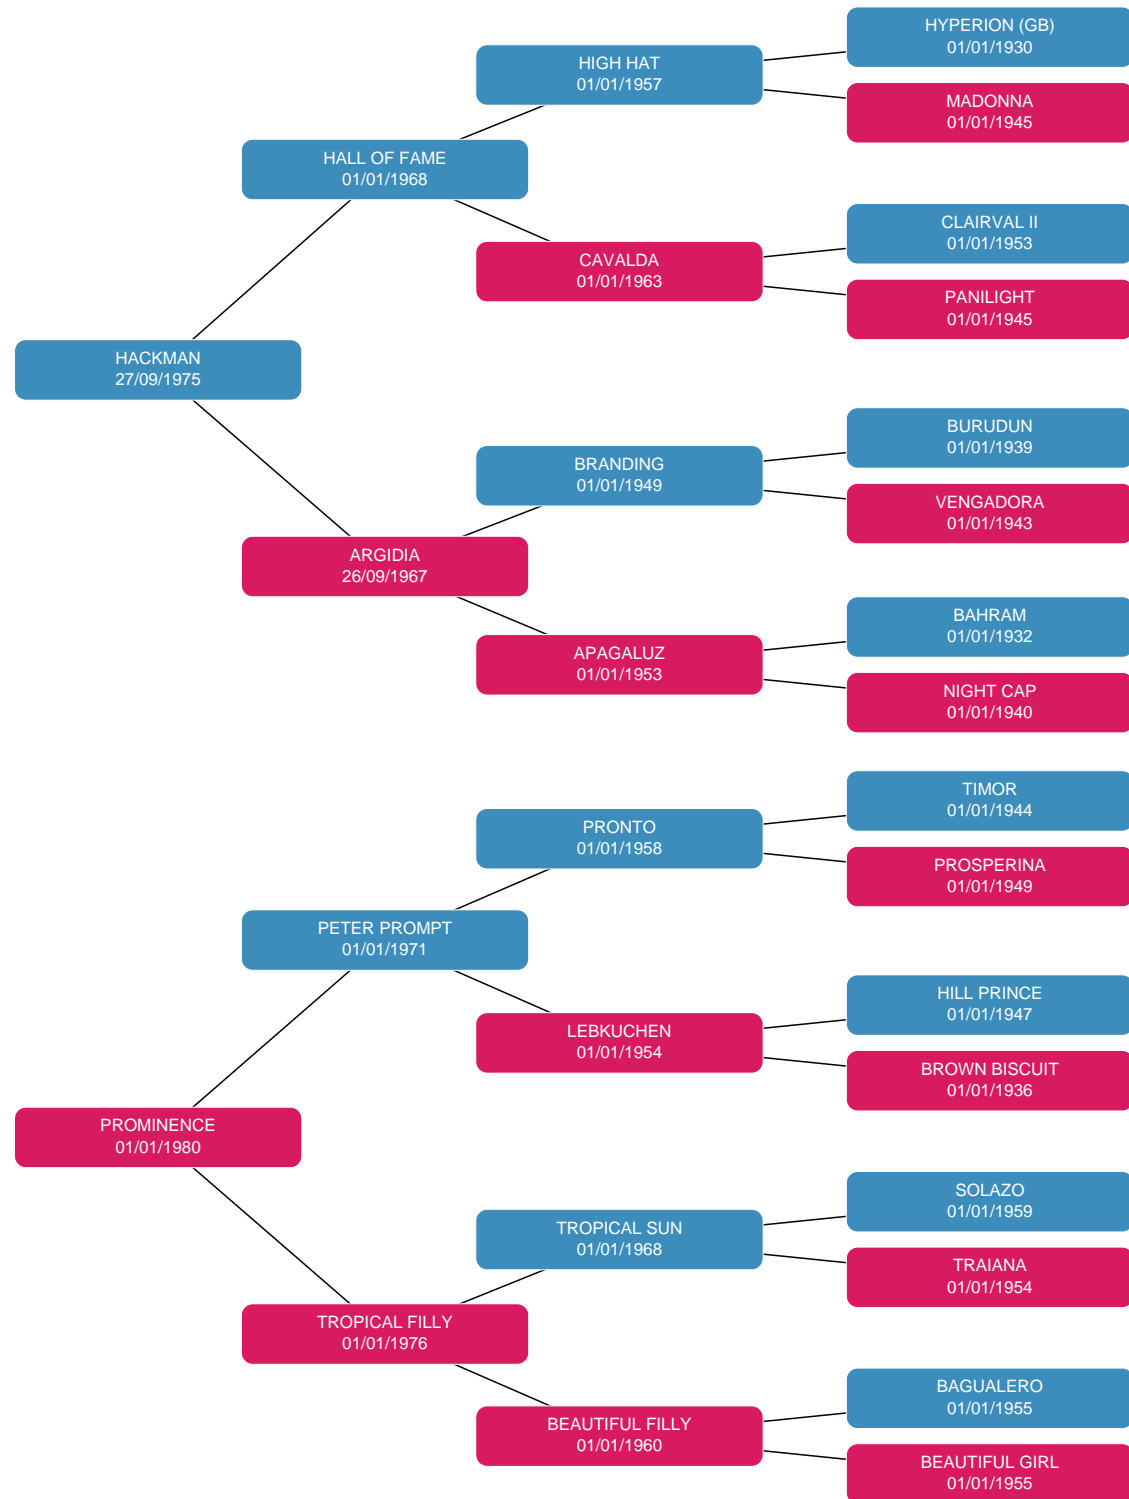 HYPERION (GB)
01/01/1930
HIGH HAT
01/01/1957
MADONNA
01/01/1945
HALL OF FAME
01/01/1968
CLAIRVAL II
01/01/1953
CAVALDA
01/01/1963
PANILIGHT
01/01/1945
HACKMAN
27/09/1975
BURUDUN
01/01/1939
BRANDING
01/01/1949
VENGADORA
01/01/1943
ARGIDIA
26/09/1967
BAHRAM
01/01/1932
APAGALUZ
01/01/1953
NIGHT CAP
01/01/1940
TIMOR
01/01/1944
PRONTO
01/01/1958
PROSPERINA
01/01/1949
PETER PROMPT
01/01/1971
HILL PRINCE
01/01/1947
LEBKUCHEN
01/01/1954
BROWN BISCUIT
01/01/1936
PROMINENCE
01/01/1980
SOLAZO
01/01/1959
TROPICAL SUN
01/01/1968
TRAIANA
01/01/1954
TROPICAL FILLY
01/01/1976
BAGUALERO
01/01/1955
BEAUTIFUL FILLY
01/01/1960
BEAUTIFUL GIRL
01/01/1955